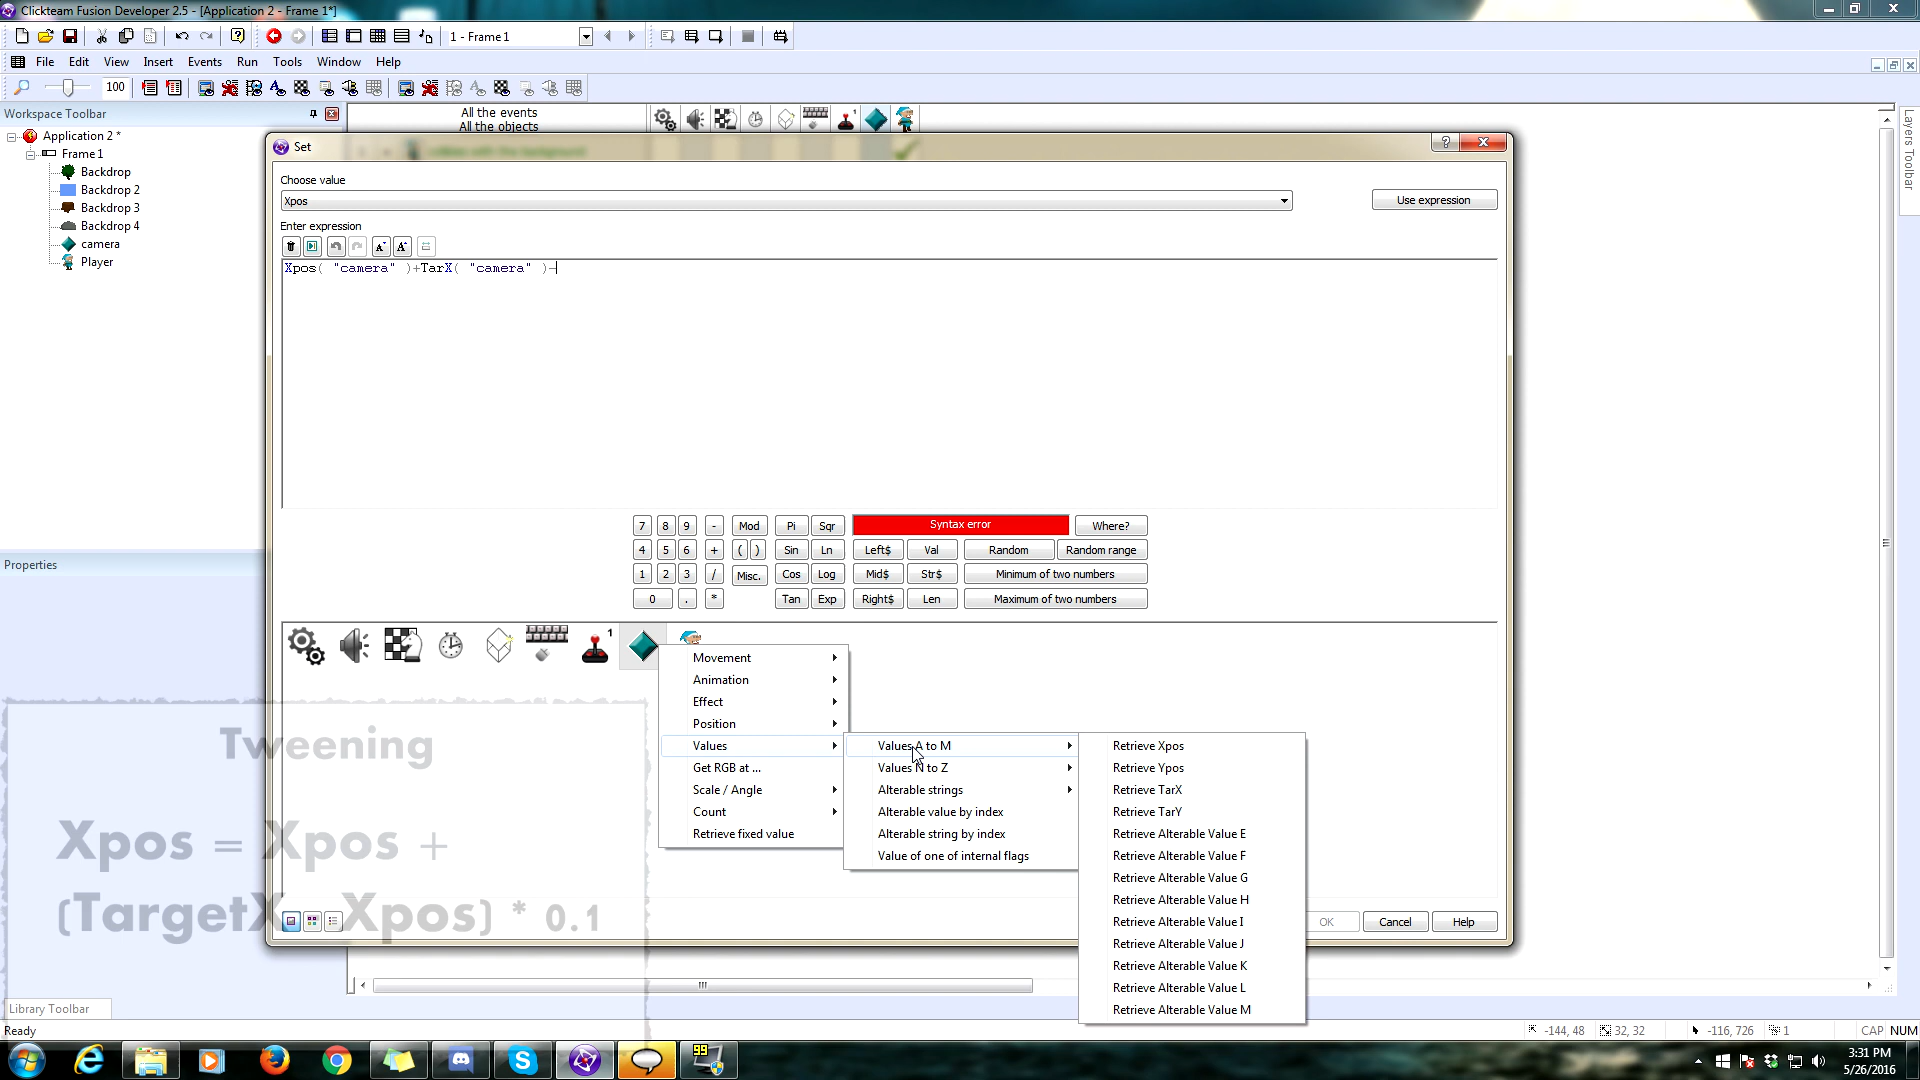 Clickteam Fusion Developer 2.5 - [Application 2 - Frame 1*]
1 - Frame 1
File Edit View Insert Events Run Tools Window Help
100
Workspace Toolbar
Application 2 *
Frame 1
Backdrop
Backdrop 2
Backdrop 3
Backdrop 4
camera
Player
All the events
All the objects
Layers Toolbar
Set
with the background
Choose value
Xpos
Use expression
Enter expression
Xpos( "camera" )+TarX( "camera" )-
7 8 9 - Mod Pi Sqr Syntax error Where?
4 5 6 + ( ) Sin Ln Left$ Val Random Random range
1 2 3 / Misc. Cos Log Mid$ Str$ Minimum of two numbers
0 . * Tan Exp Right$ Len Maximum of two numbers
Properties
Movement
Animation
Effect
Position
Values
Get RGB at ...
Scale / Angle
Count
Retrieve fixed value
Values A to M
Values N to Z
Alterable strings
Alterable value by index
Alterable string by index
Value of one of internal flags
Retrieve Xpos
Retrieve Ypos
Retrieve TarX
Retrieve TarY
Retrieve Alterable Value E
Retrieve Alterable Value F
Retrieve Alterable Value G
Retrieve Alterable Value H
Retrieve Alterable Value I
Retrieve Alterable Value J
Retrieve Alterable Value K
Retrieve Alterable Value L
Retrieve Alterable Value M
Tweening
Xpos = Xpos +
(TargetX - Xpos) * 0.1
OK Cancel Help
Library Toolbar
Ready
-144, 48 32, 32 -116, 726 1 CAP NUM
99
3:31 PM
5/26/2016